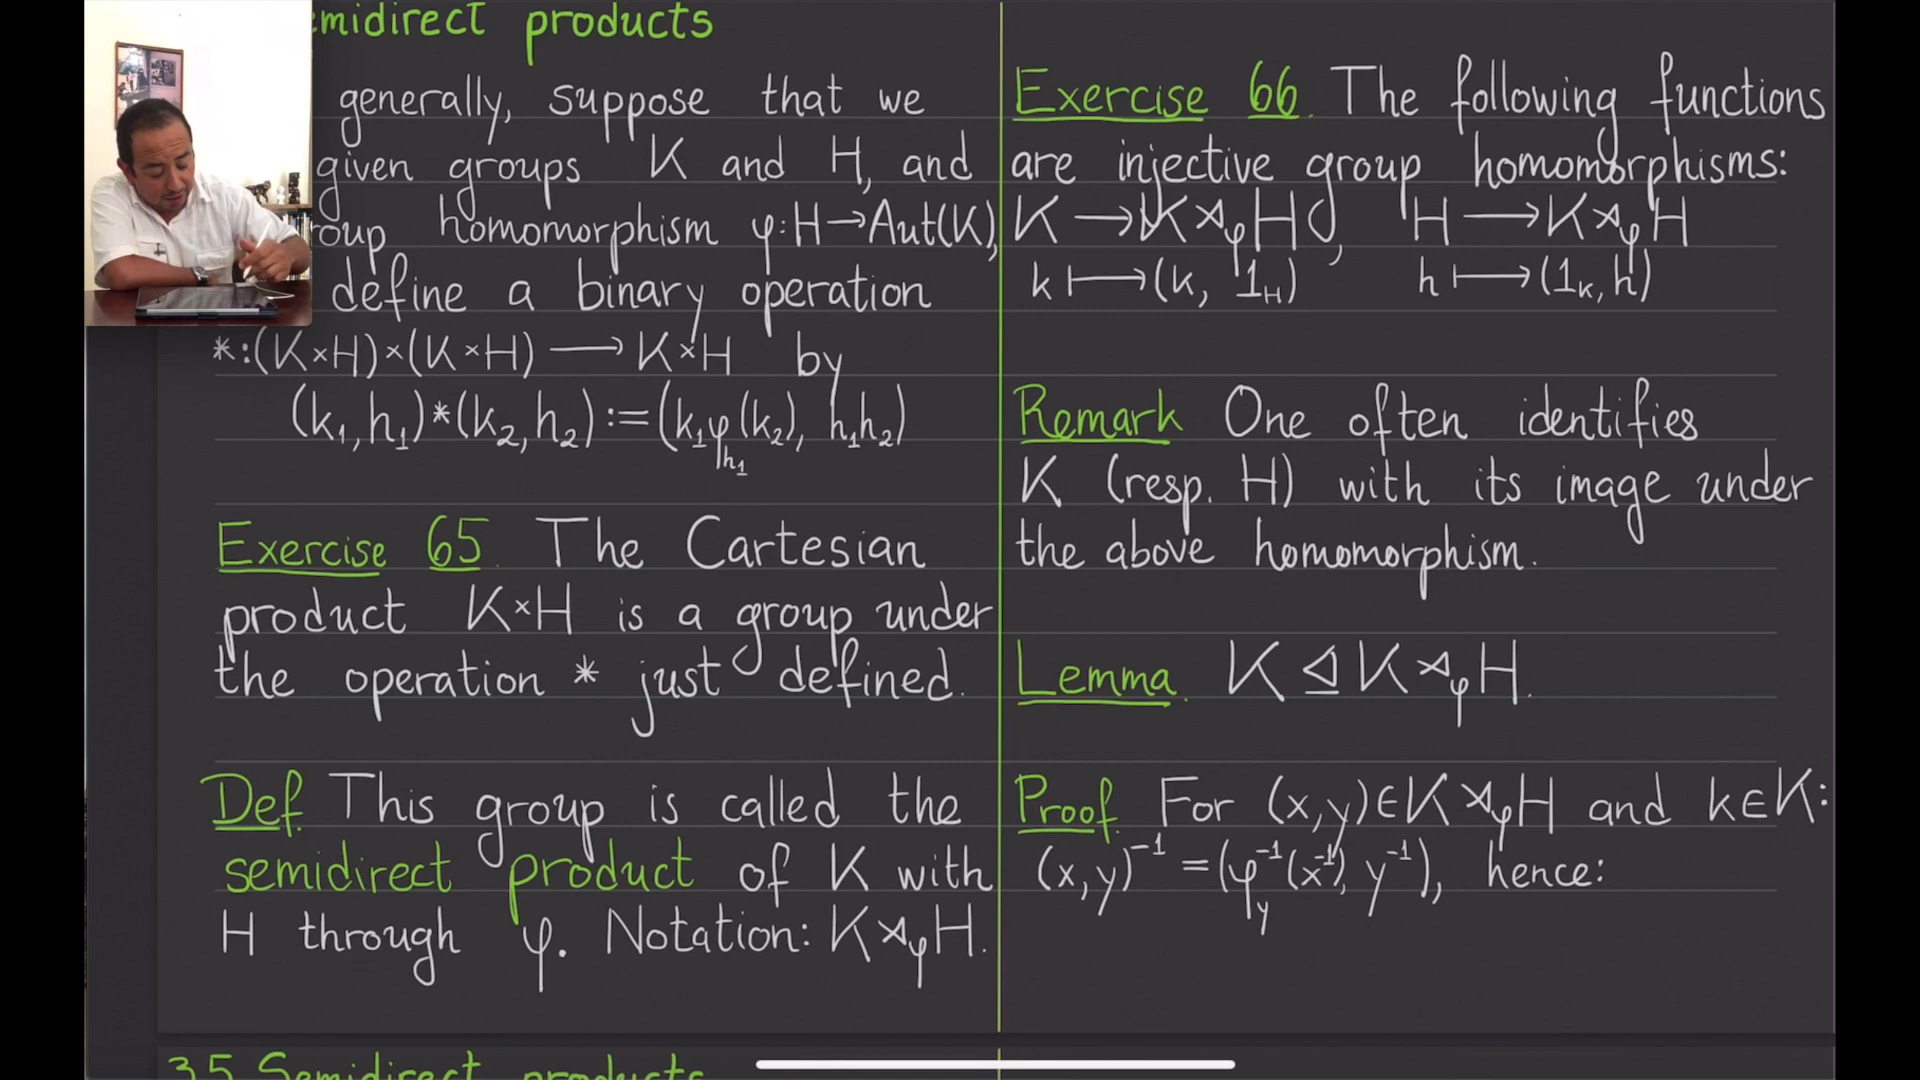 emidirect products
generally, suppose that we
given groups K and H, and
roup homomorphism φ:H→Aut(K),
define a binary operation
*:(K×H)×(K×H)⟶K×H by
(k₁,h₁)*(k₂,h₂):=(k₁φ_{h₁}(k₂), h₁h₂)
Exercise 65. The Cartesian
product K×H is a group under
the operation * just defined.
Def. This group is called the
semidirect product of K with
H through φ. Notation: K⋊_φH.
3.5 Semidirect products
Exercise 66. The following functions
are injective group homomorphisms:
K⟶K⋊_φH, H⟶K⋊_φH
k⟼(k, 1_H) h⟼(1_K, h)
Remark One often identifies
K (resp. H) with its image under
the above homomorphism.
Lemma. K⊴K⋊_φH.
Proof. For (x,y)∈K⋊_φH and k∈K:
(x,y)⁻¹=(φ_y⁻¹(x⁻¹), y⁻¹), hence: